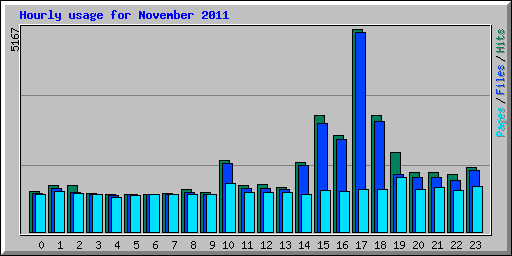 Hourly usage for November 2011
5167
Pages / Files / Hits
0 1 2 3 4 5 6 7 8 9 10 11 12 13 14 15 16 17 18 19 20 21 22 23